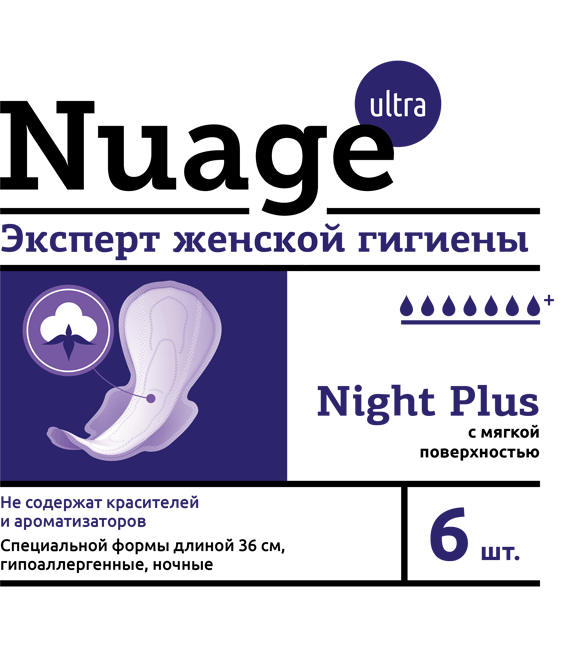 ultra
Nuage
Эксперт женской гигиены
+
Night Plus
с мягкой
поверхностью
Не содержат красителей
и ароматизаторов
Специальной формы длиной 36 см,
гипоаллергенные, ночные
6 шт.